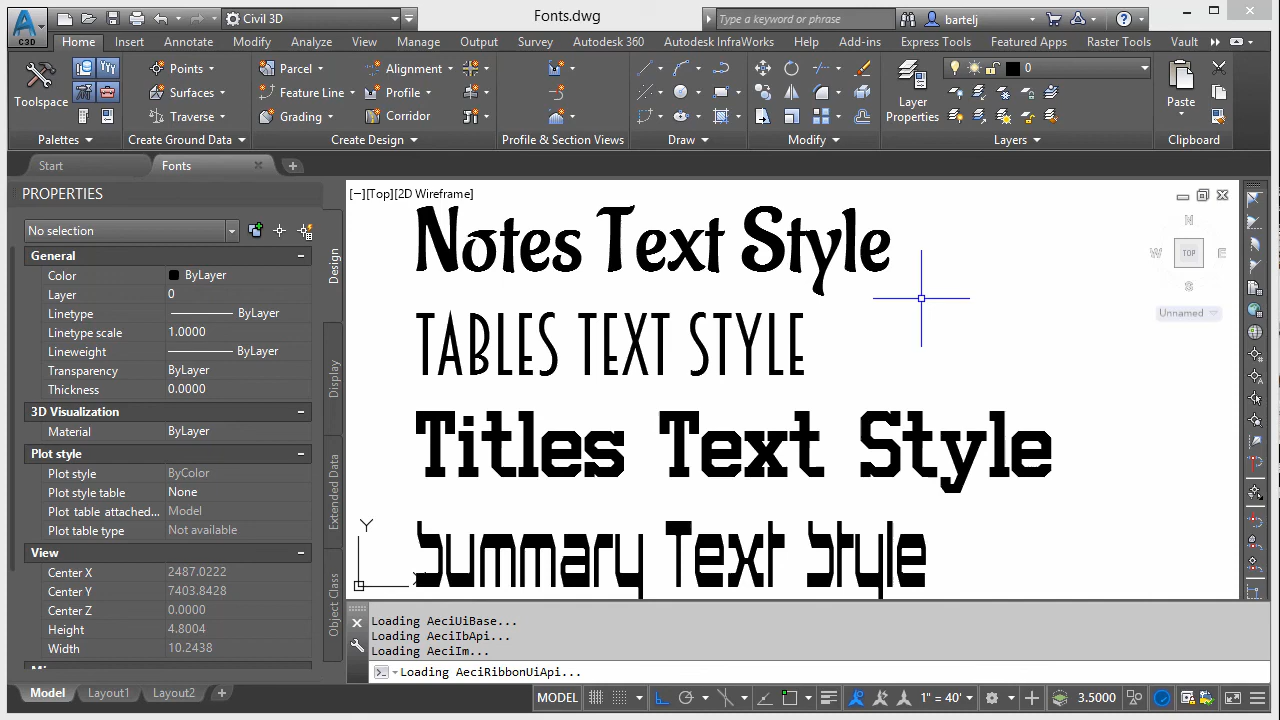 Civil 3D
Fonts.dwg
Type a keyword or phrase
bartelj
C3D
Home Insert Annotate Modify Analyze View Manage Output Survey Autodesk 360 Autodesk InfraWorks Help Add-ins Express Tools Featured Apps Raster Tools Vault
Toolspace
Points
Surfaces
Traverse
Parcel
Feature Line
Grading
Alignment
Profile
Corridor
Layer
Properties
0
Paste
Palettes
Create Ground Data
Create Design
Profile & Section Views
Draw
Modify
Layers
Clipboard
Start
Fonts
PROPERTIES
No selection
General
Color ByLayer
Layer 0
Linetype ByLayer
Linetype scale 1.0000
Lineweight ByLayer
Transparency ByLayer
Thickness 0.0000
3D Visualization
Material ByLayer
Plot style
Plot style ByColor
Plot style table None
Plot table attached... Model
Plot table type Not available
View
Center X 2487.0222
Center Y 7403.8428
Center Z 0.0000
Height 4.8004
Width 10.2438
Design
Display
Extended Data
Object Class
[−][Top][2D Wireframe]
Notes Text Style
TABLES TEXT STYLE
Titles Text Style
Summary Text Style
Y
N
W TOP E
S
Unnamed
Loading AeciUiBase...
Loading AeciIbApi...
Loading AeciIm...
Loading AeciRibbonUiApi...
Model Layout1 Layout2
MODEL
1" = 40'
3.5000